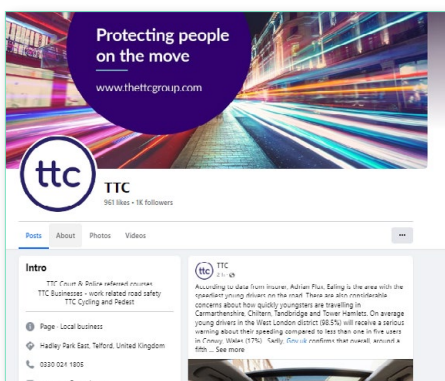 Protecting people
on the move
www.thettcgroup.com
ttc
TTC
961 likes • 1K followers
Posts
About
Photos
Videos
Intro
TTC Court & Police referred courses
TTC Businesses - work related road safety
TTC Cycling and Pedest
Page · Local business
Hadley Park East, Telford, United Kingdom
0330 024 1805
ttc
TTC
According to data from insurer, Adrian Flux, Ealing is the area with the
speediest young drivers on the road. There are also considerable
concerns about how quickly youngsters are travelling in
Carmarthenshire, Chiltern, Tandbridge and Tower Hamlets. On average
young drivers in the West London district (98.5%) will receive a serious
warning about their speeding compared to less than one in five users
in Conwy, Wales (17%). Sadly, Gov.uk confirms that overall, around a
fifth ... See more